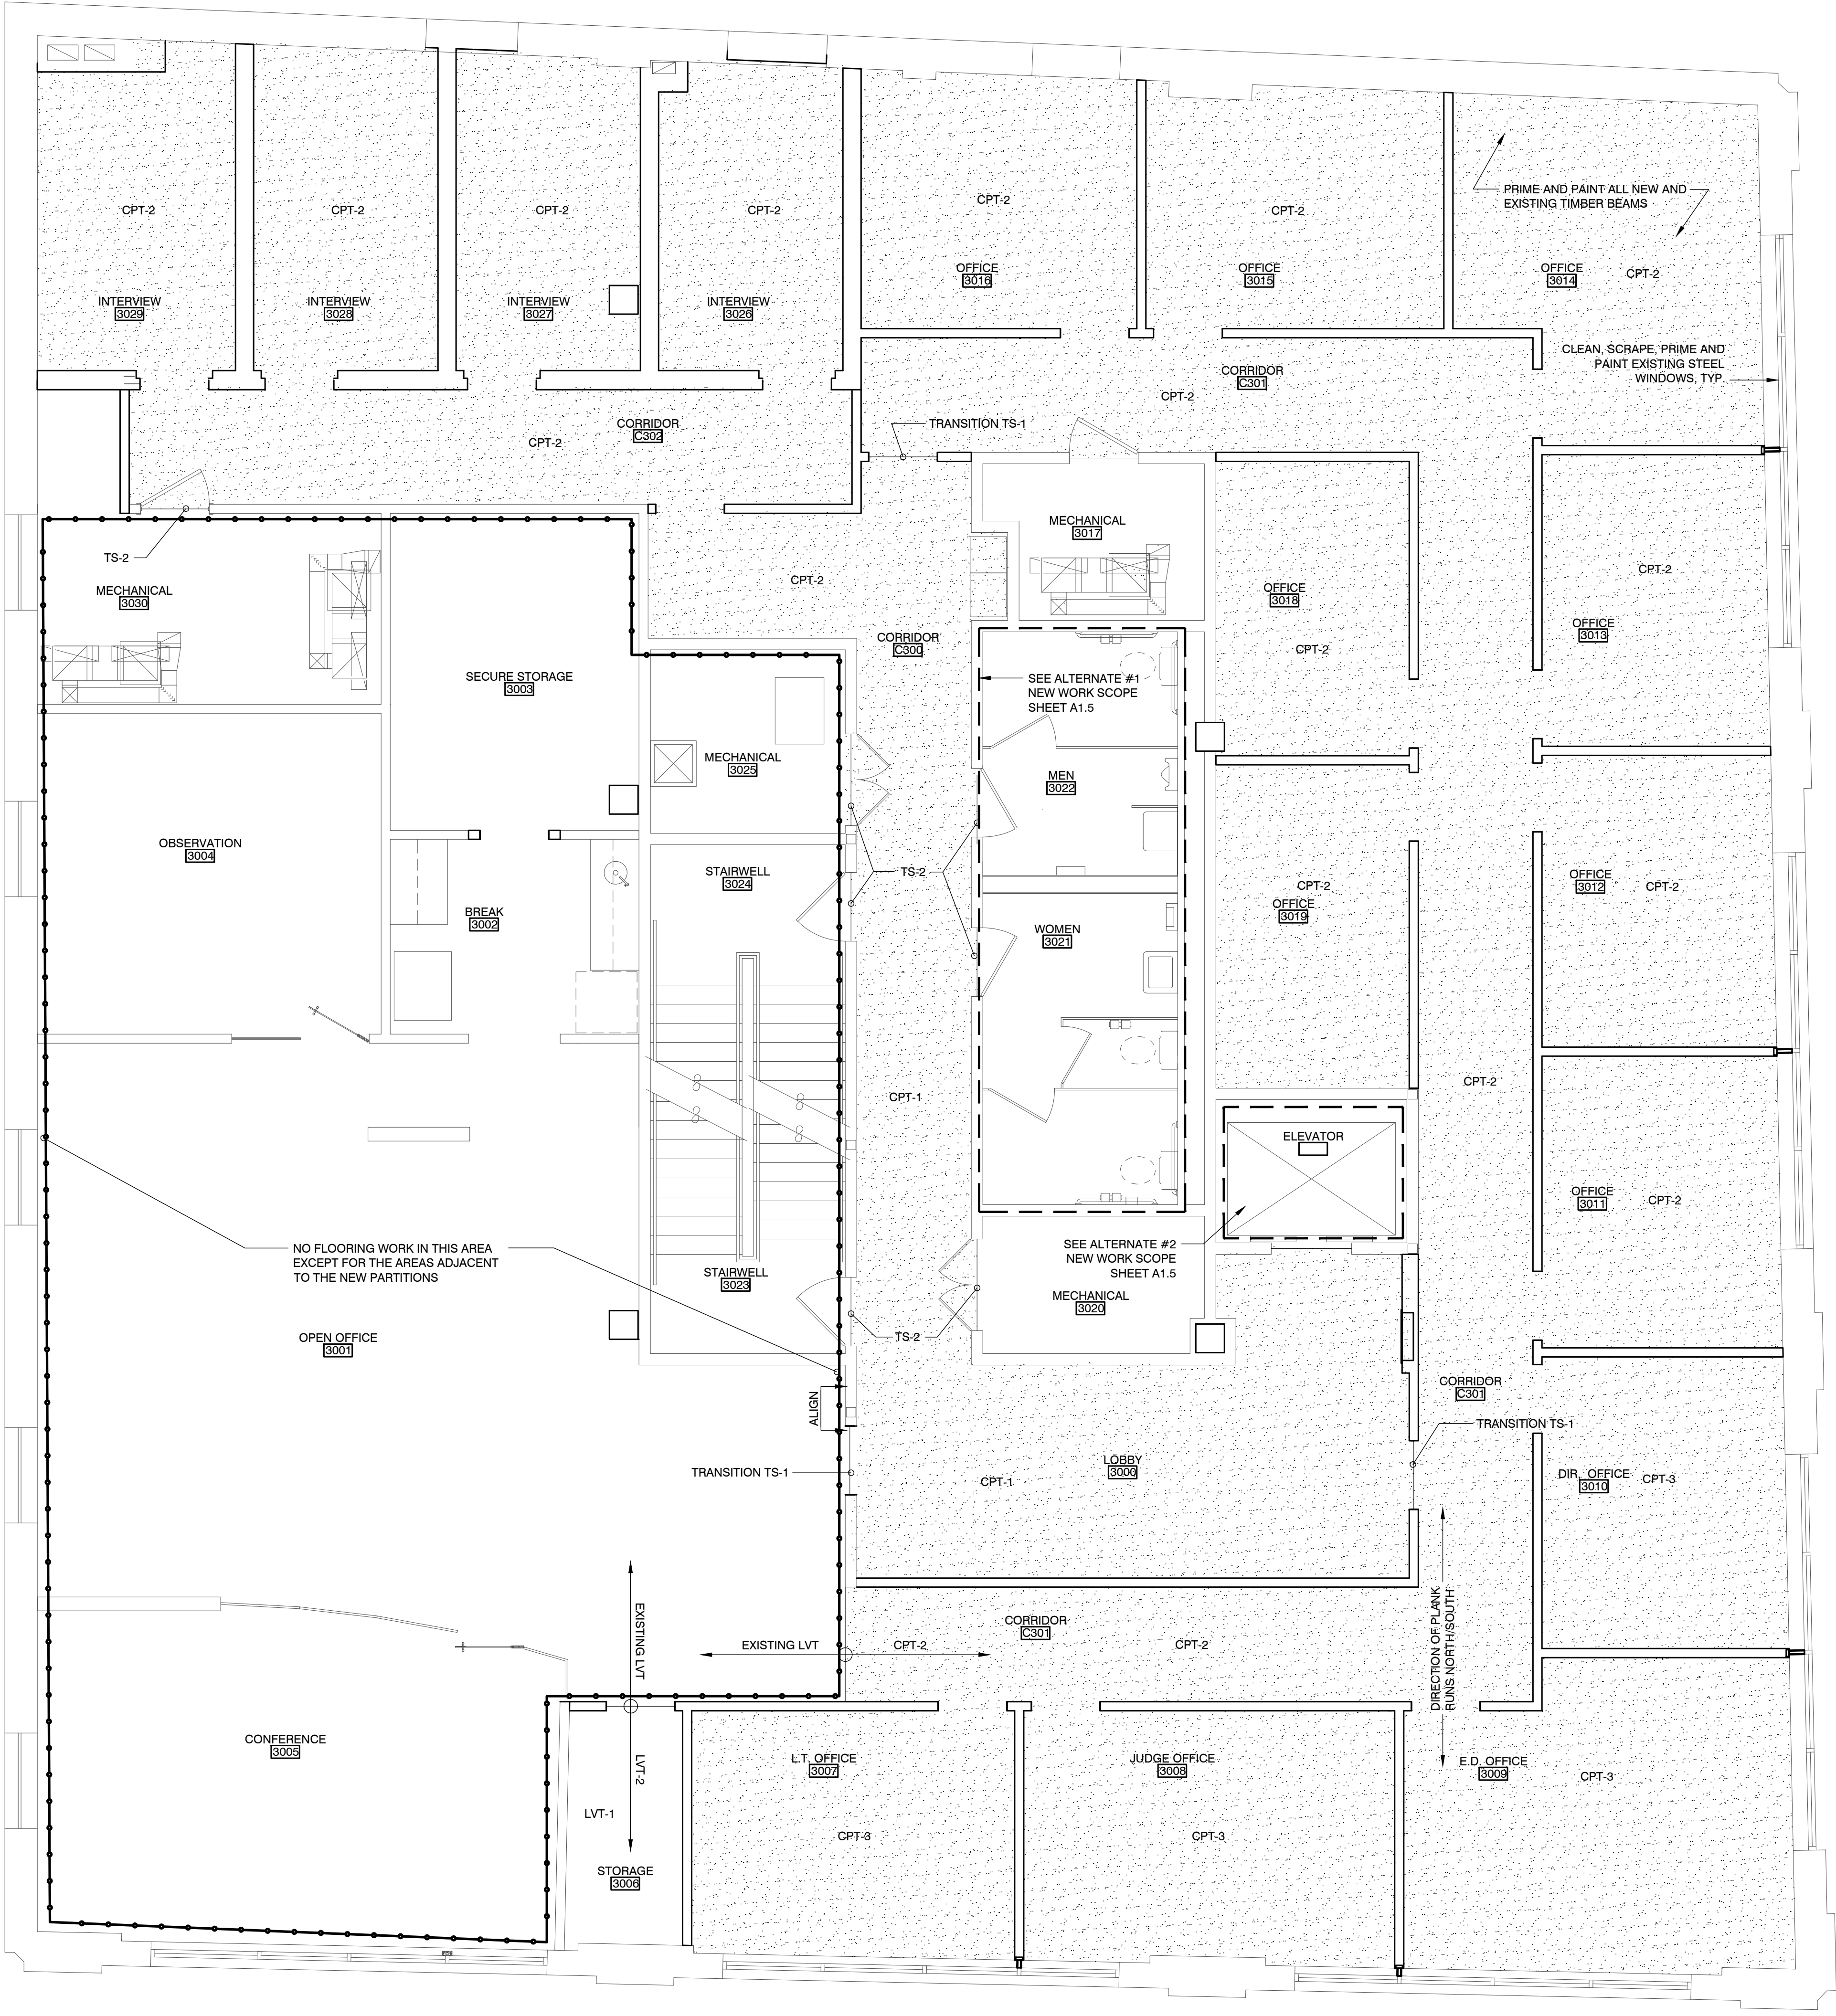 CPT-2
CPT-2
CPT-2
CPT-2
CPT-2
CPT-2
PRIME AND PAINT ALL NEW AND
EXISTING TIMBER BEAMS
INTERVIEW
3029
INTERVIEW
3028
INTERVIEW
3027
INTERVIEW
3026
OFFICE
3016
OFFICE
3015
OFFICE
3014
CPT-2
CLEAN, SCRAPE, PRIME AND
PAINT EXISTING STEEL
WINDOWS, TYP.
CORRIDOR
C301
CPT-2
CORRIDOR
C302
CPT-2
TRANSITION TS-1
TS-2
MECHANICAL
3030
MECHANICAL
3017
CPT-2
CPT-2
OFFICE
3018
CPT-2
OFFICE
3013
CORRIDOR
C300
SECURE STORAGE
3003
SEE ALTERNATE #1
NEW WORK SCOPE
SHEET A1.5
MECHANICAL
3025
MEN
3022
OBSERVATION
3004
STAIRWELL
3024
TS-2
BREAK
3002
WOMEN
3021
CPT-2
OFFICE
3019
OFFICE
3012
CPT-2
CPT-1
CPT-2
ELEVATOR
OFFICE
3011
CPT-2
NO FLOORING WORK IN THIS AREA
EXCEPT FOR THE AREAS ADJACENT
TO THE NEW PARTITIONS
SEE ALTERNATE #2
NEW WORK SCOPE
SHEET A1.5
STAIRWELL
3023
MECHANICAL
3020
OPEN OFFICE
3001
TS-2
ALIGN
CORRIDOR
C301
TRANSITION TS-1
TRANSITION TS-1
LOBBY
3000
CPT-1
DIR. OFFICE
3010
CPT-3
EXISTING LVT
EXISTING LVT
CPT-2
CORRIDOR
C301
CPT-2
DIRECTION OF PLANK
RUNS NORTH/SOUTH
CONFERENCE
3005
LVT-2
LVT-1
STORAGE
3006
L.T. OFFICE
3007
CPT-3
JUDGE OFFICE
3008
CPT-3
E.D. OFFICE
3009
CPT-3